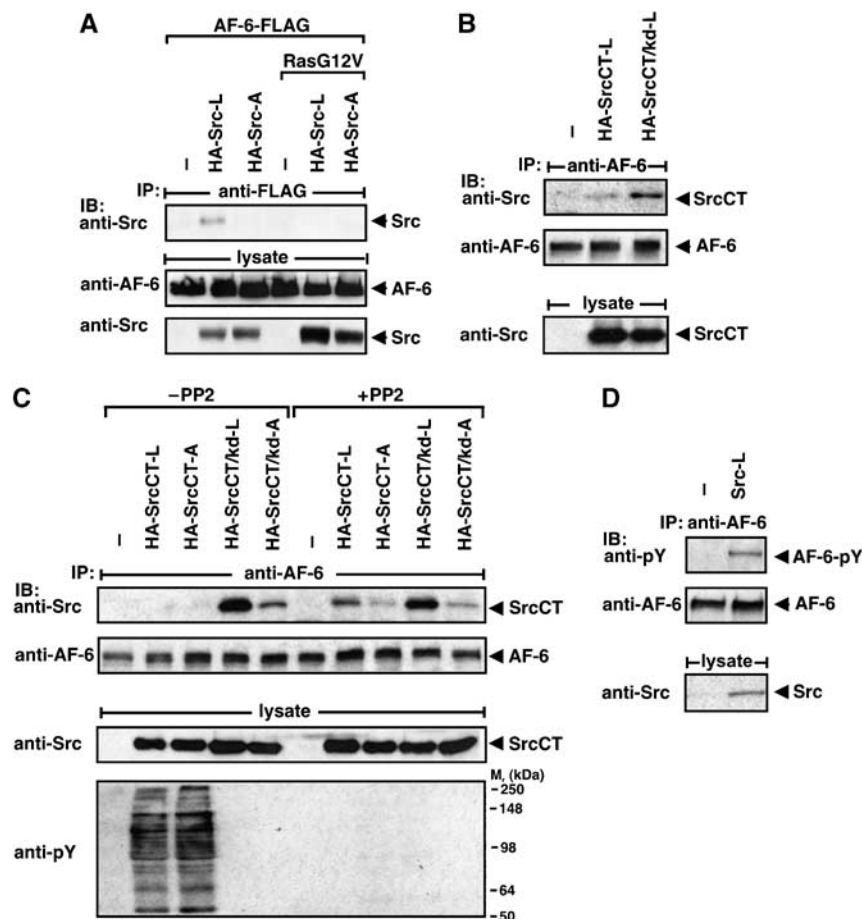 A
AF-6-FLAG
RasG12V
– HA-Src-L HA-Src-A – HA-Src-L HA-Src-A
IP: anti-FLAG
IB:
anti-Src Src
lysate
anti-AF-6 AF-6
anti-Src Src
B
– HA-SrcCT-L HA-SrcCT/kd-L
IP: anti-AF-6
IB:
anti-Src SrcCT
anti-AF-6 AF-6
lysate
anti-Src SrcCT
C
–PP2 +PP2
– HA-SrcCT-L HA-SrcCT-A HA-SrcCT/kd-L HA-SrcCT/kd-A – HA-SrcCT-L HA-SrcCT-A HA-SrcCT/kd-L HA-SrcCT/kd-A
IP: anti-AF-6
IB:
anti-Src SrcCT
anti-AF-6 AF-6
lysate
anti-Src SrcCT
Mr (kDa)
250
148
anti-pY 98
64
50
D
– Src-L
IP: anti-AF-6
IB:
anti-pY AF-6-pY
anti-AF-6 AF-6
lysate
anti-Src Src